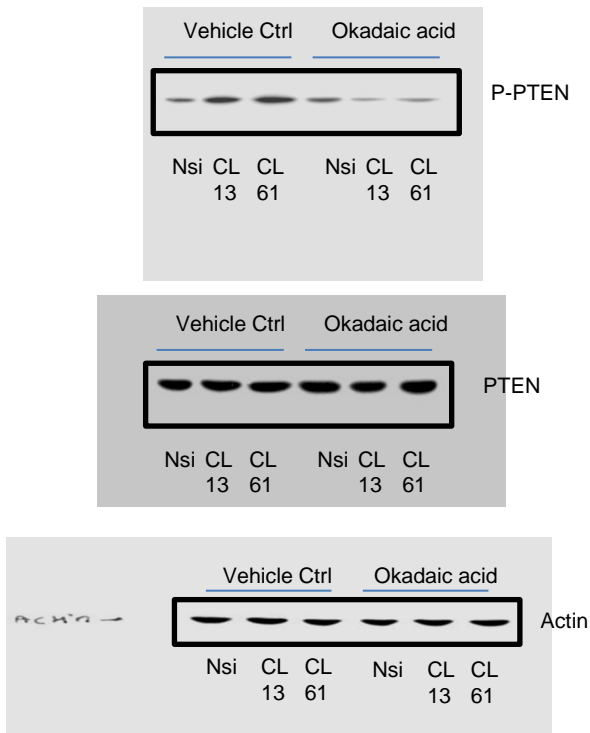 Vehicle Ctrl Okadaic acid
P-PTEN
Nsi CL CL Nsi CL CL
13 61 13 61
Vehicle Ctrl Okadaic acid
PTEN
Nsi CL CL Nsi CL CL
13 61 13 61
Vehicle Ctrl Okadaic acid
Actin Actin
Nsi CL CL Nsi CL CL
13 61 13 61